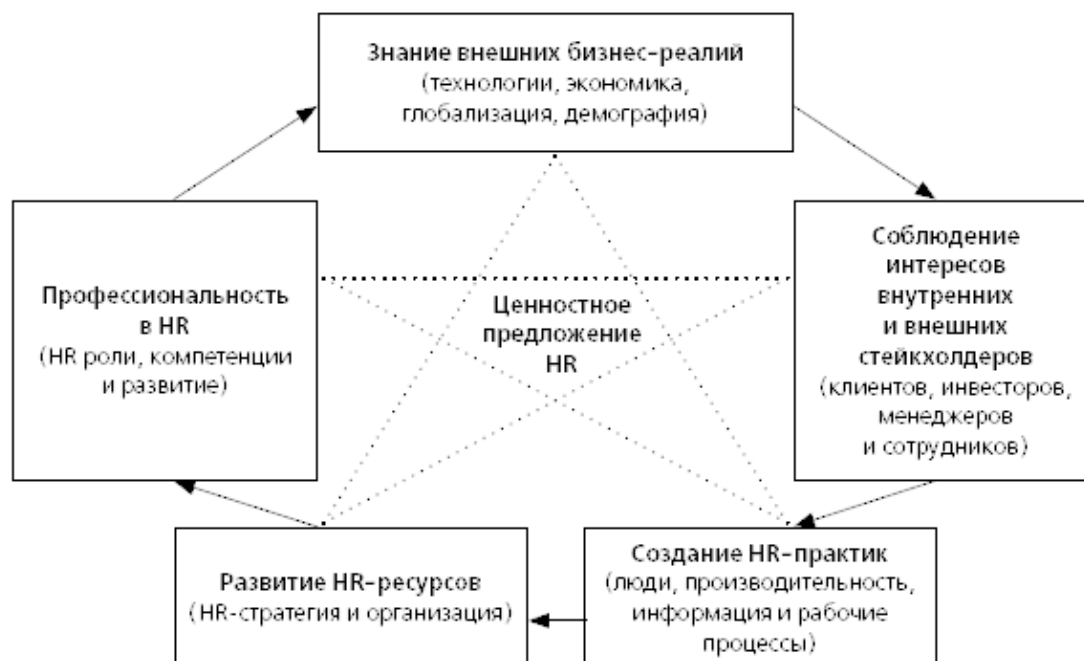 Знание внешних бизнес-реалий
(технологии, экономика,
глобализация, демография)
Профессиональность
в HR
(HR роли, компетенции
и развитие)
Ценностное
предложение
HR
Соблюдение
интересов
внутренних
и внешних
стейкхолдеров
(клиентов, инвесторов,
менеджеров
и сотрудников)
Развитие HR-ресурсов
(HR-стратегия и организация)
Создание HR-практик
(люди, производительность,
информация и рабочие
процессы)